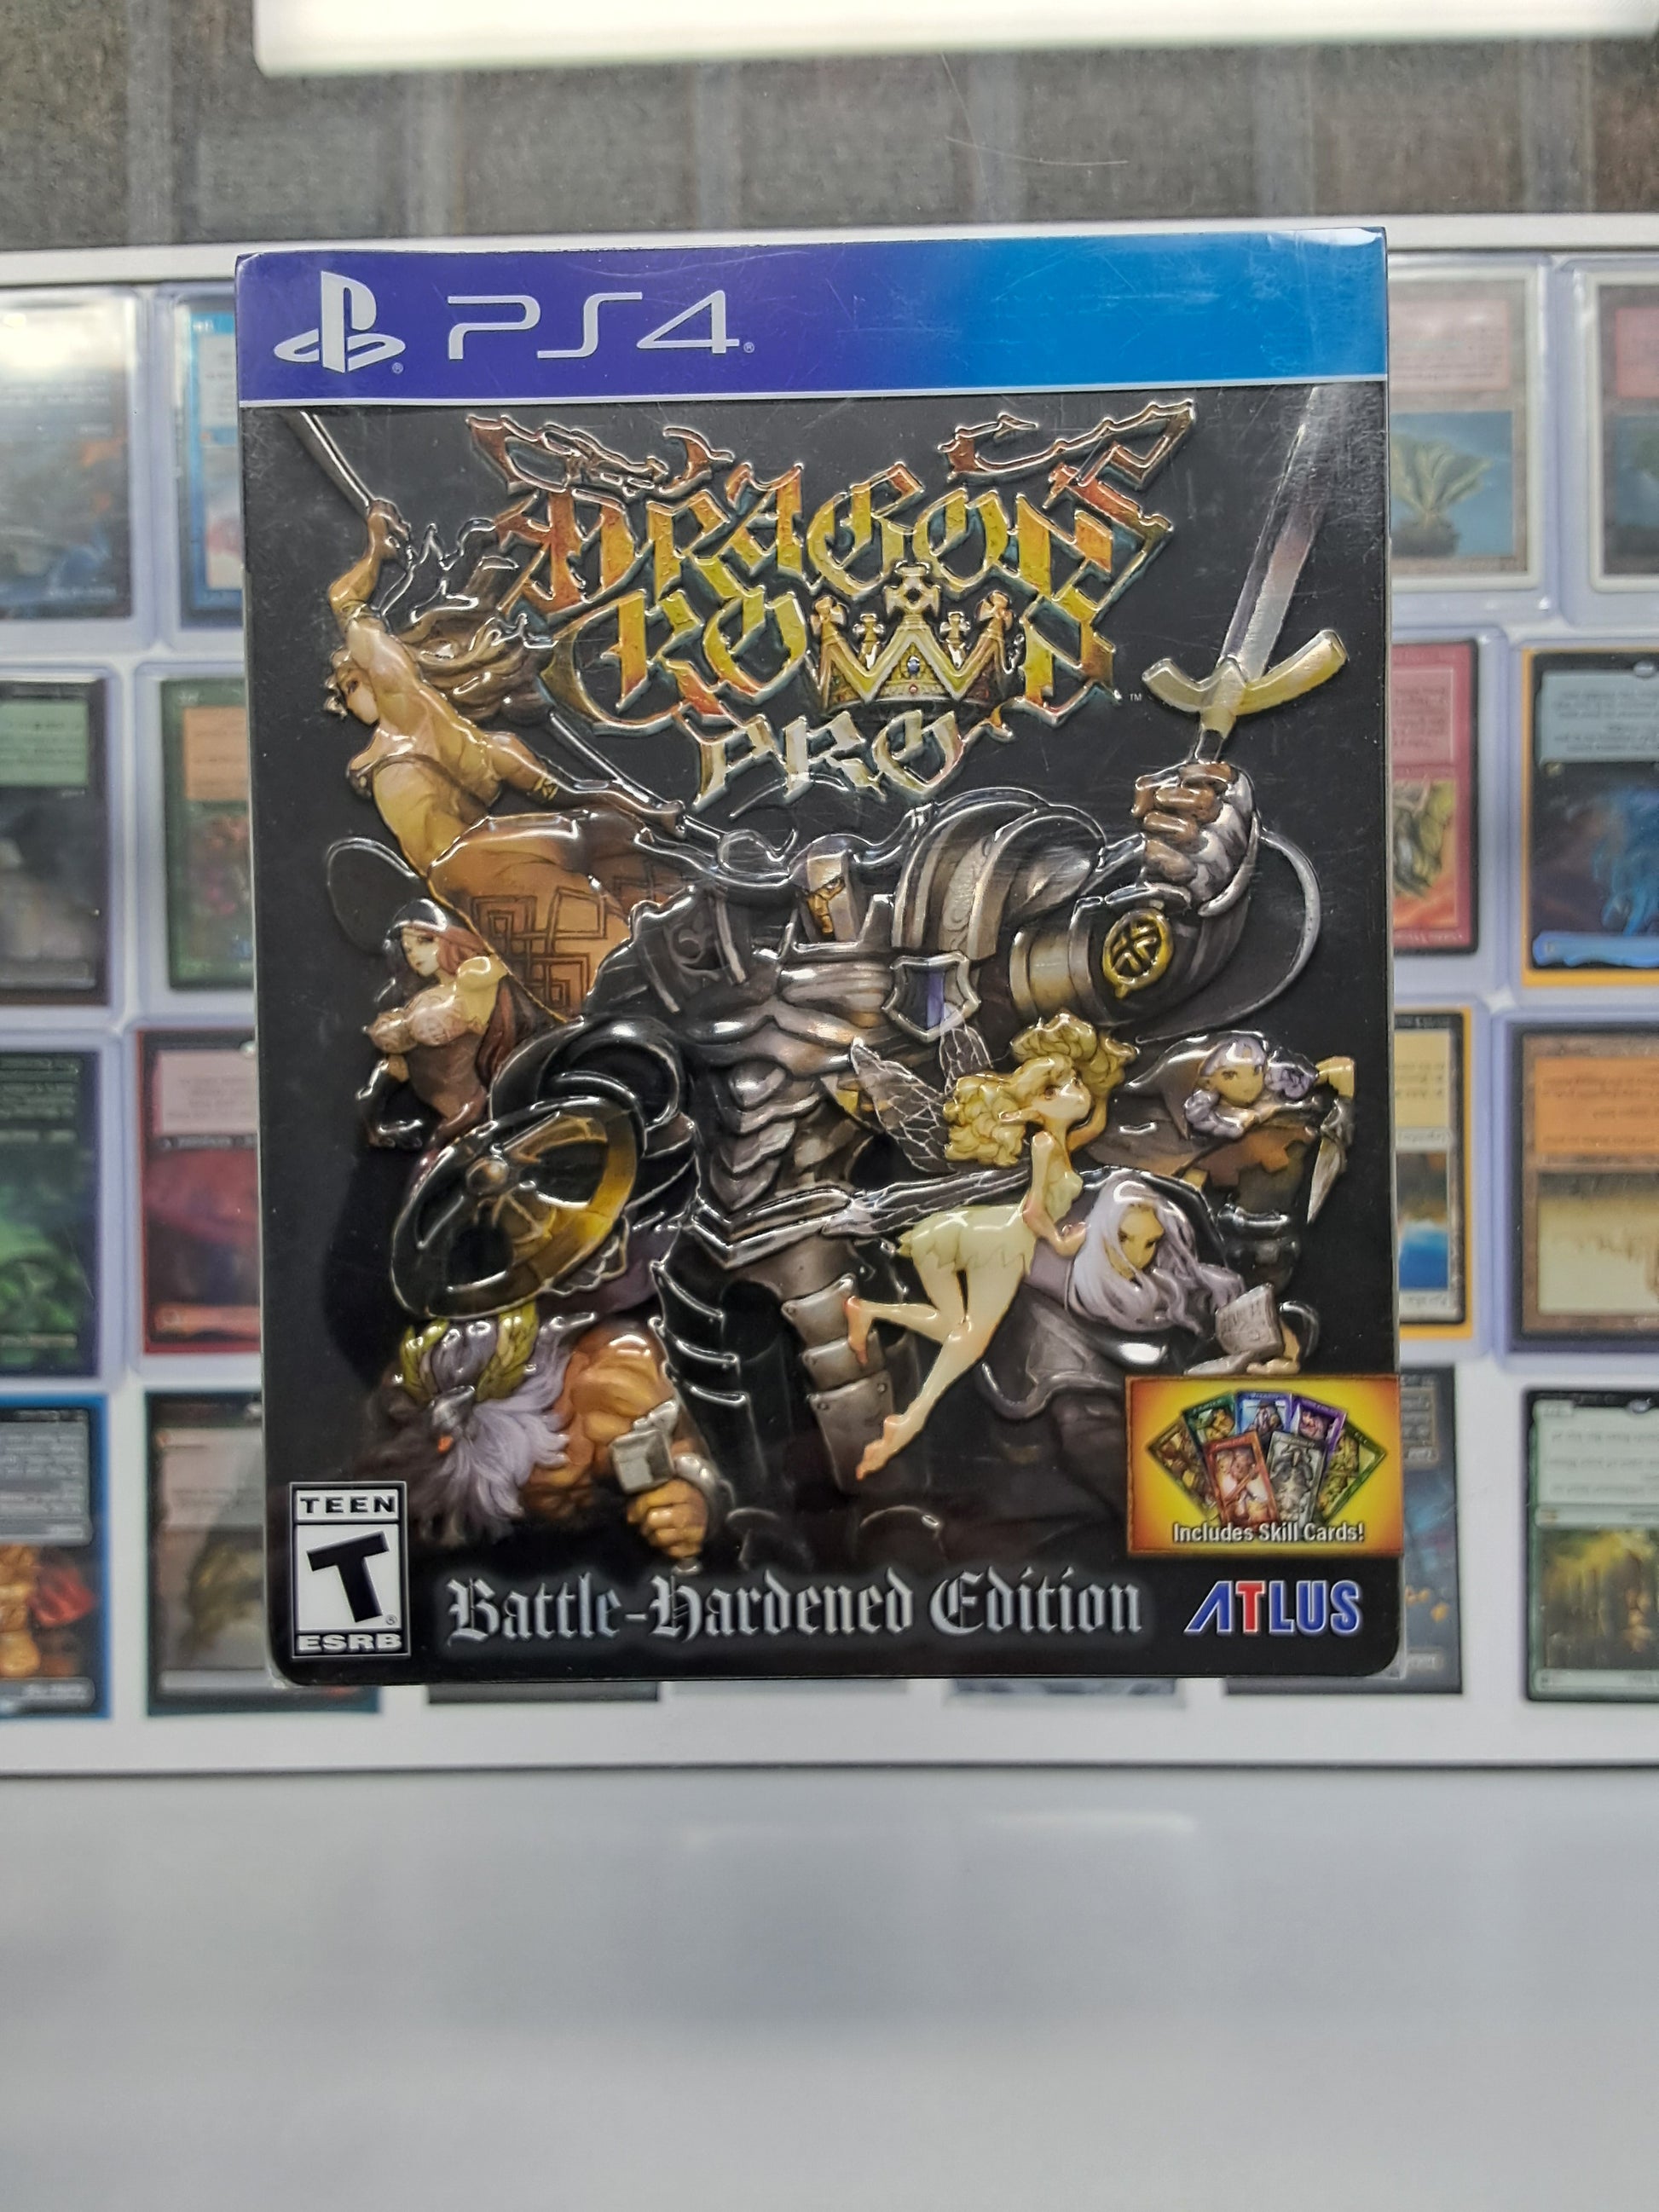 PS4
DRAGON'S
CROWN
PRO
Includes Skill Cards!
TEEN
T
ESRB
Battle-Hardened Edition
ATLUS